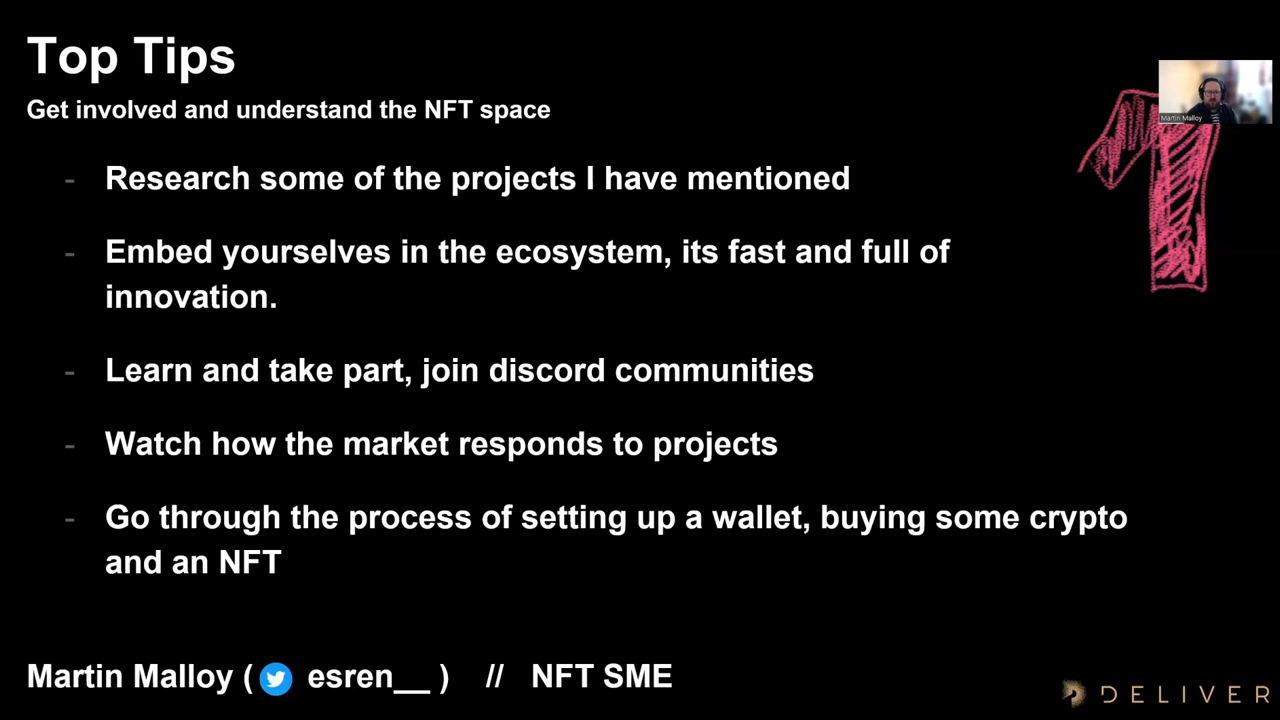 Top Tips
Get involved and understand the NFT space
- Research some of the projects I have mentioned
- Embed yourselves in the ecosystem, its fast and full of
innovation.
- Learn and take part, join discord communities
- Watch how the market responds to projects
- Go through the process of setting up a wallet, buying some crypto
and an NFT
Martin Malloy
1
Martin Malloy ( esren__ ) // NFT SME
DELIVER